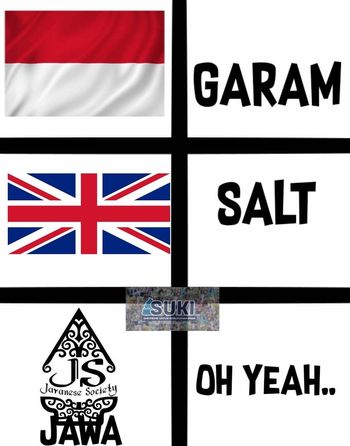 GARAM
SALT
SUKI
JS
Javanese Society
JAWA
OH YEAH..